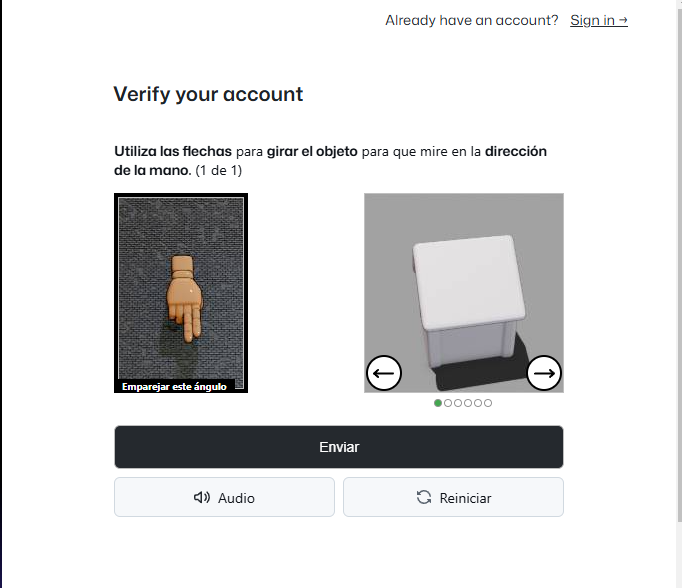 Already have an account? Sign in →
Verify your account
Utiliza las flechas para girar el objeto para que mire en la dirección
de la mano. (1 de 1)
Emparejar este ángulo
Enviar
Audio
Reiniciar